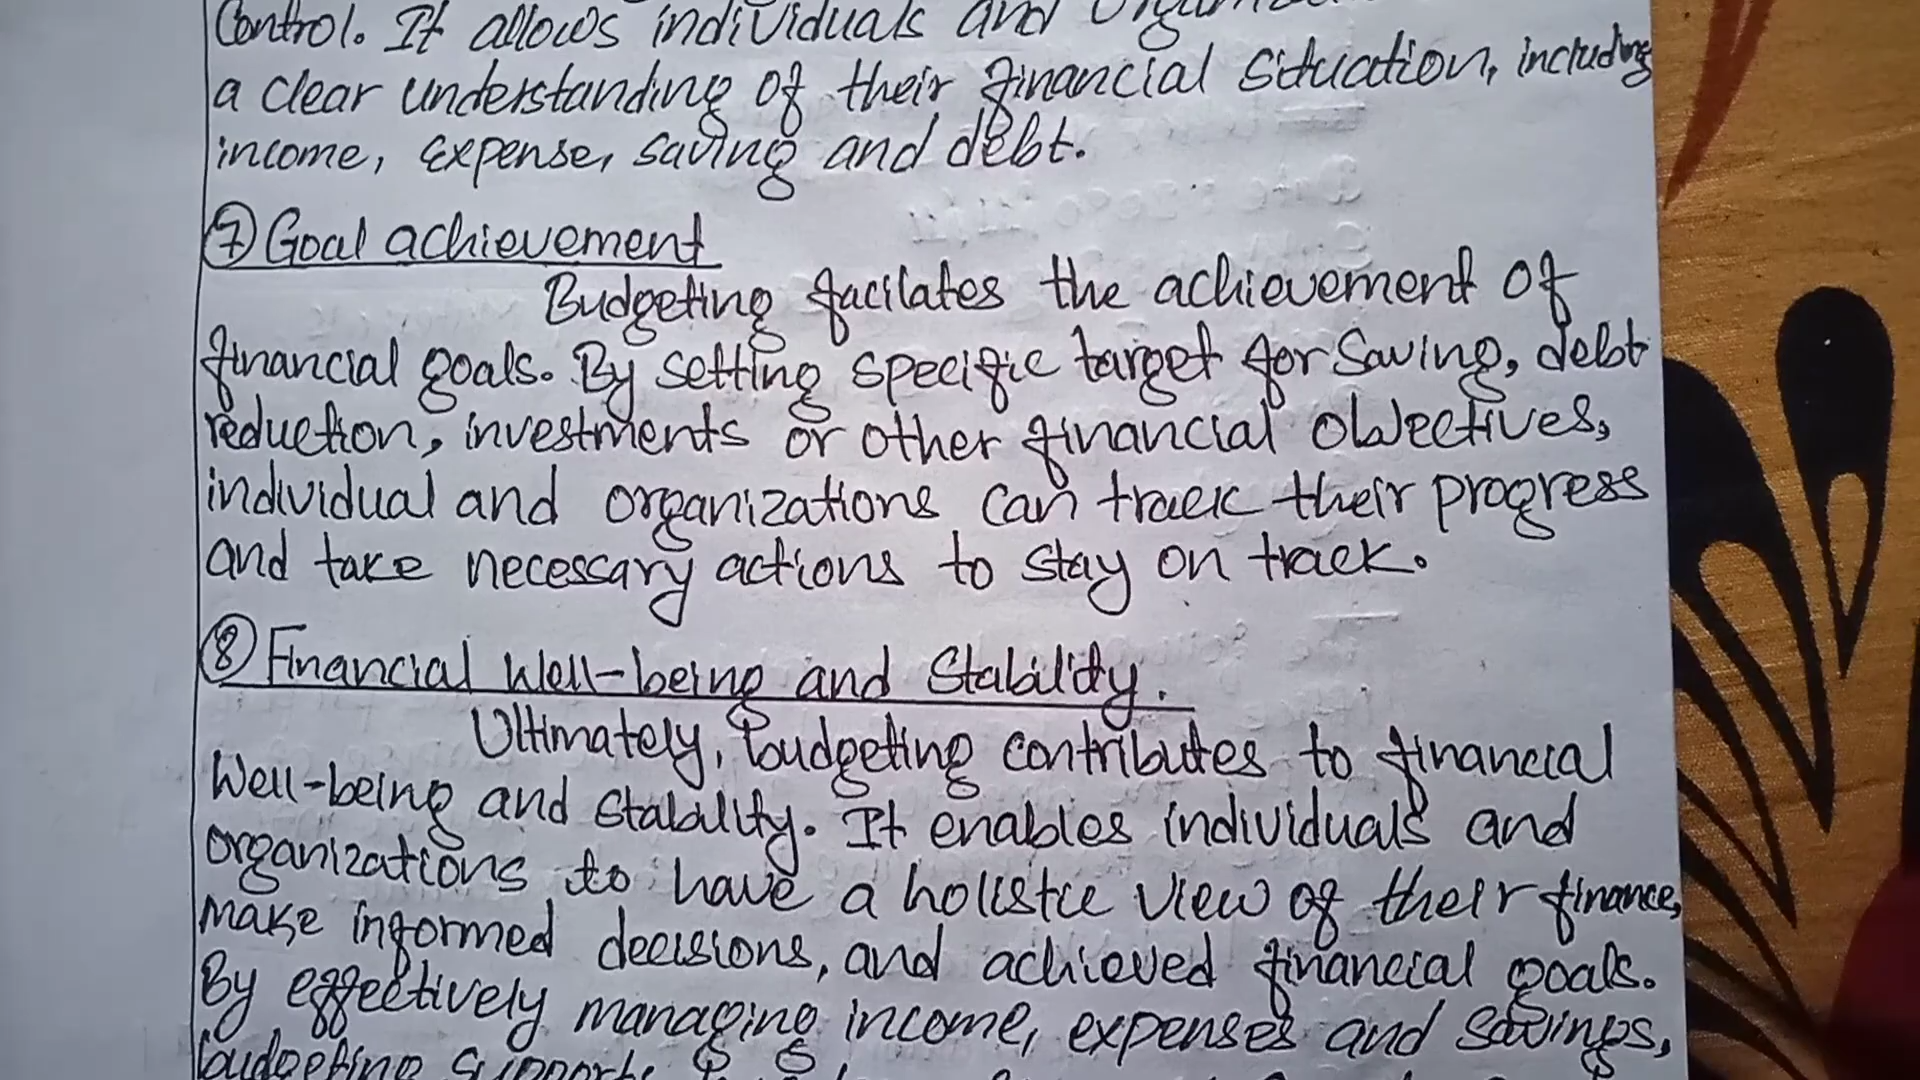 Control. It allows individuals and
a clear understanding of their financial situation, including
income, expense, saving and debt.
⑦ Goal achievement
Budgeting facilates the achievement of
financial goals. By setting specific target for saving, debt
reduction, investments or other financial objectives,
individual and organizations can track their progress
and take necessary actions to stay on track.
⑧ Financial Well-being and Stability.
Ultimately, budgeting contributes to financial
Well-being and stability. It enables individuals and
organizations to have a holistic view of their finance,
make informed decisions, and achieved financial goals.
By effectively managing income, expenses and savings,
budgeting supports